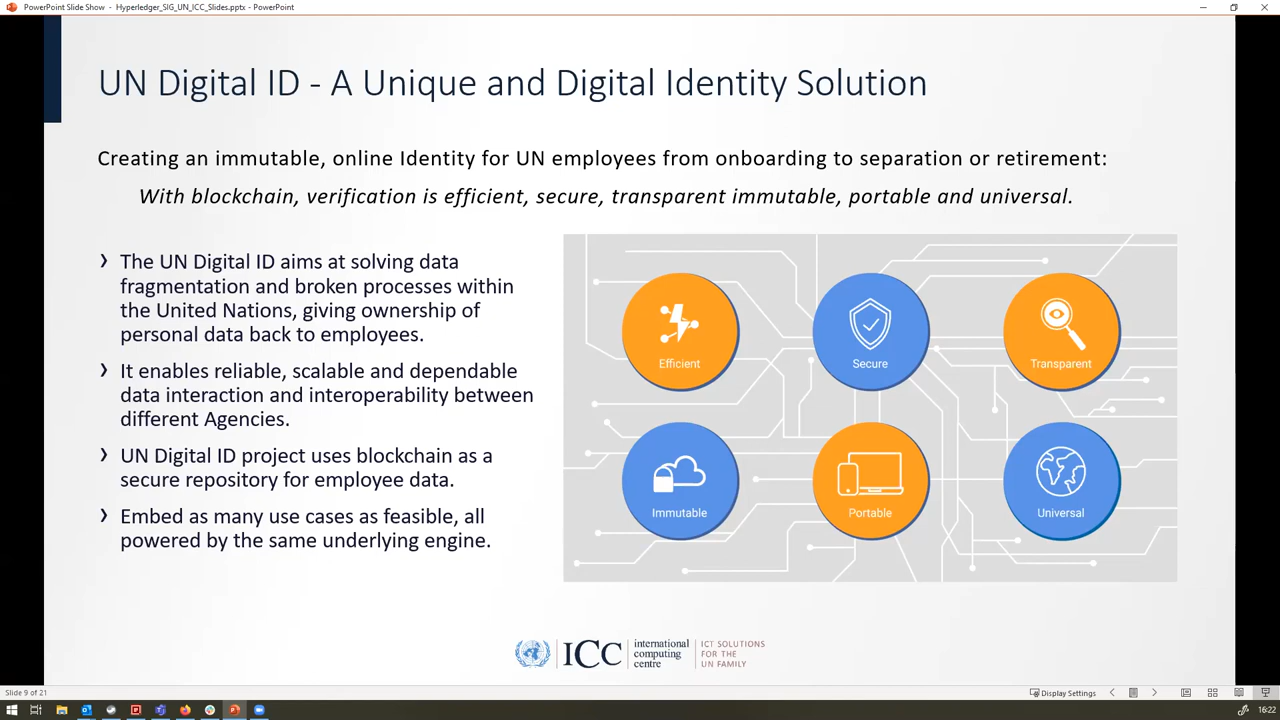 PowerPoint Slide Show - Hyperledger_SIG_UN_ICC_Slides.pptx - PowerPoint
UN Digital ID - A Unique and Digital Identity Solution
Creating an immutable, online Identity for UN employees from onboarding to separation or retirement:
With blockchain, verification is efficient, secure, transparent immutable, portable and universal.
› The UN Digital ID aims at solving data
fragmentation and broken processes within
the United Nations, giving ownership of
personal data back to employees.
› It enables reliable, scalable and dependable
data interaction and interoperability between
different Agencies.
› UN Digital ID project uses blockchain as a
secure repository for employee data.
› Embed as many use cases as feasible, all
powered by the same underlying engine.
Efficient
Secure
Transparent
Immutable
Portable
Universal
ICC
international
computing
centre
ICT SOLUTIONS
FOR THE
UN FAMILY
Slide 9 of 21
Display Settings
16:22